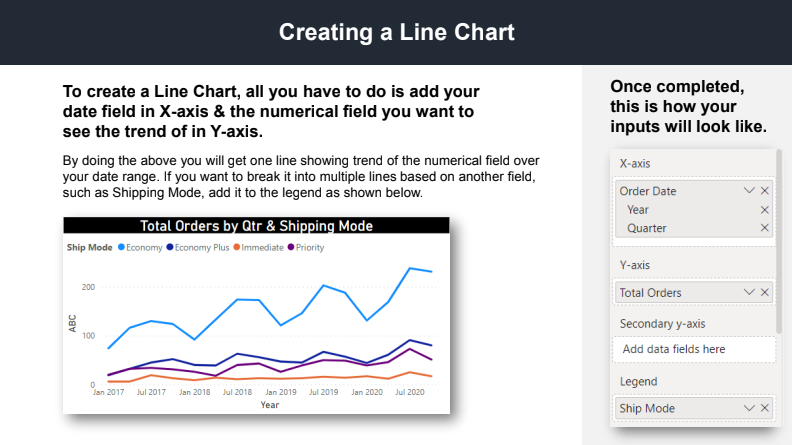 Creating a Line Chart
To create a Line Chart, all you have to do is add your
date field in X-axis & the numerical field you want to
see the trend of in Y-axis.
By doing the above you will get one line showing trend of the numerical field over
your date range. If you want to break it into multiple lines based on another field,
such as Shipping Mode, add it to the legend as shown below.
Total Orders by Qtr & Shipping Mode
Ship Mode Economy Economy Plus Immediate Priority
200
100
0
ABC
Jan 2017 Jul 2017 Jan 2018 Jul 2018 Jan 2019 Jul 2019 Jan 2020 Jul 2020
Year
Once completed,
this is how your
inputs will look like.
X-axis
Order Date
Year
Quarter
Y-axis
Total Orders
Secondary y-axis
Add data fields here
Legend
Ship Mode